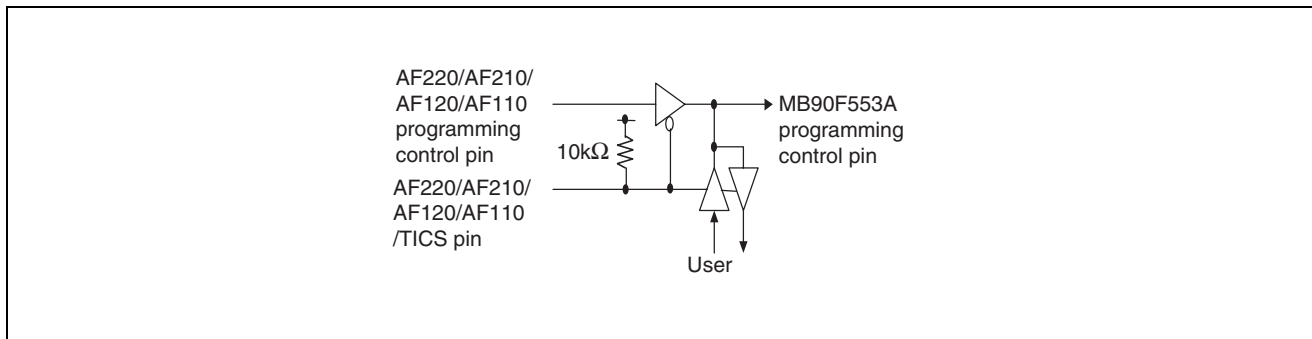 AF220/AF210/
AF120/AF110
programming
control pin
10kΩ
AF220/AF210/
AF120/AF110
/TICS pin
MB90F553A
programming
control pin
User